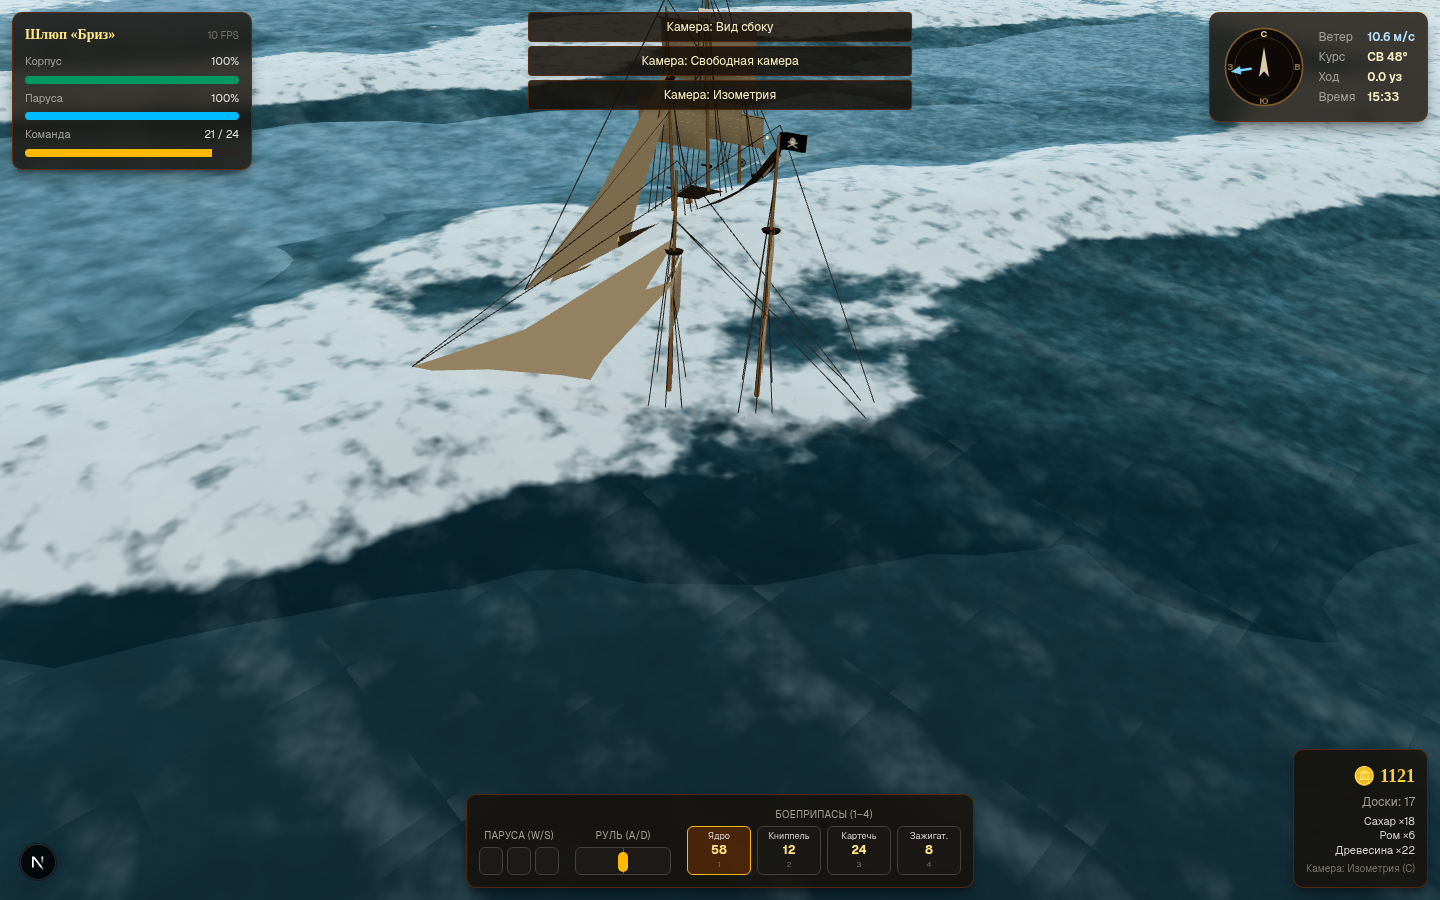 Шлюп «Бриз» 10 FPS
Корпус 100%
Паруса 100%
Команда 21 / 24
Камера: Вид сбоку
Камера: Свободная камера
Камера: Изометрия
С
З
В
Ю
Ветер 10.6 м/с
Курс СВ 48°
Ход 0.0 уз
Время 15:33
ПАРУСА (W/S)
РУЛЬ (A/D)
БОЕПРИПАСЫ (1–4)
Ядро
58
1
Книппель
12
2
Картечь
24
3
Зажигат.
8
4
1121
Доски: 17
Сахар ×18
Ром ×6
Древесина ×22
Камера: Изометрия (C)
N